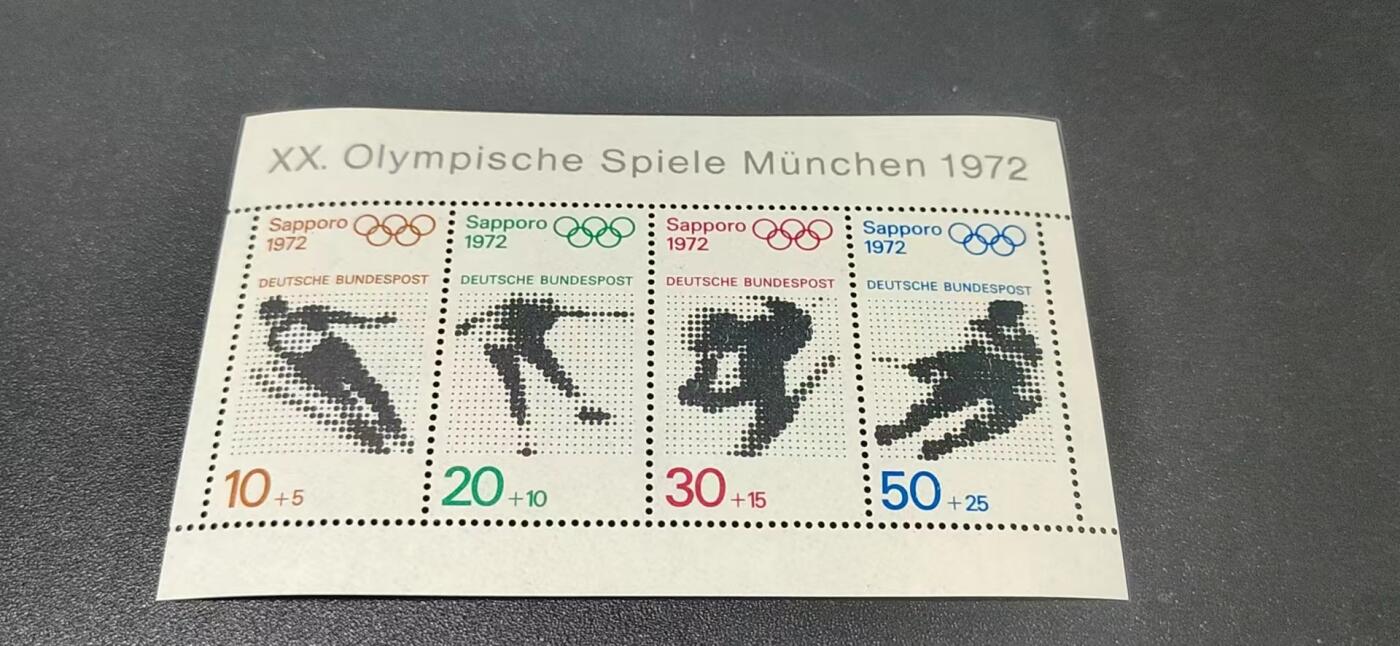 XX. Olympische Spiele München 1972
Sapporo
1972
DEUTSCHE BUNDESPOST
10 +5
Sapporo
1972
DEUTSCHE BUNDESPOST
20 +10
Sapporo
1972
DEUTSCHE BUNDESPOST
30 +15
Sapporo
1972
DEUTSCHE BUNDESPOST
50 +25